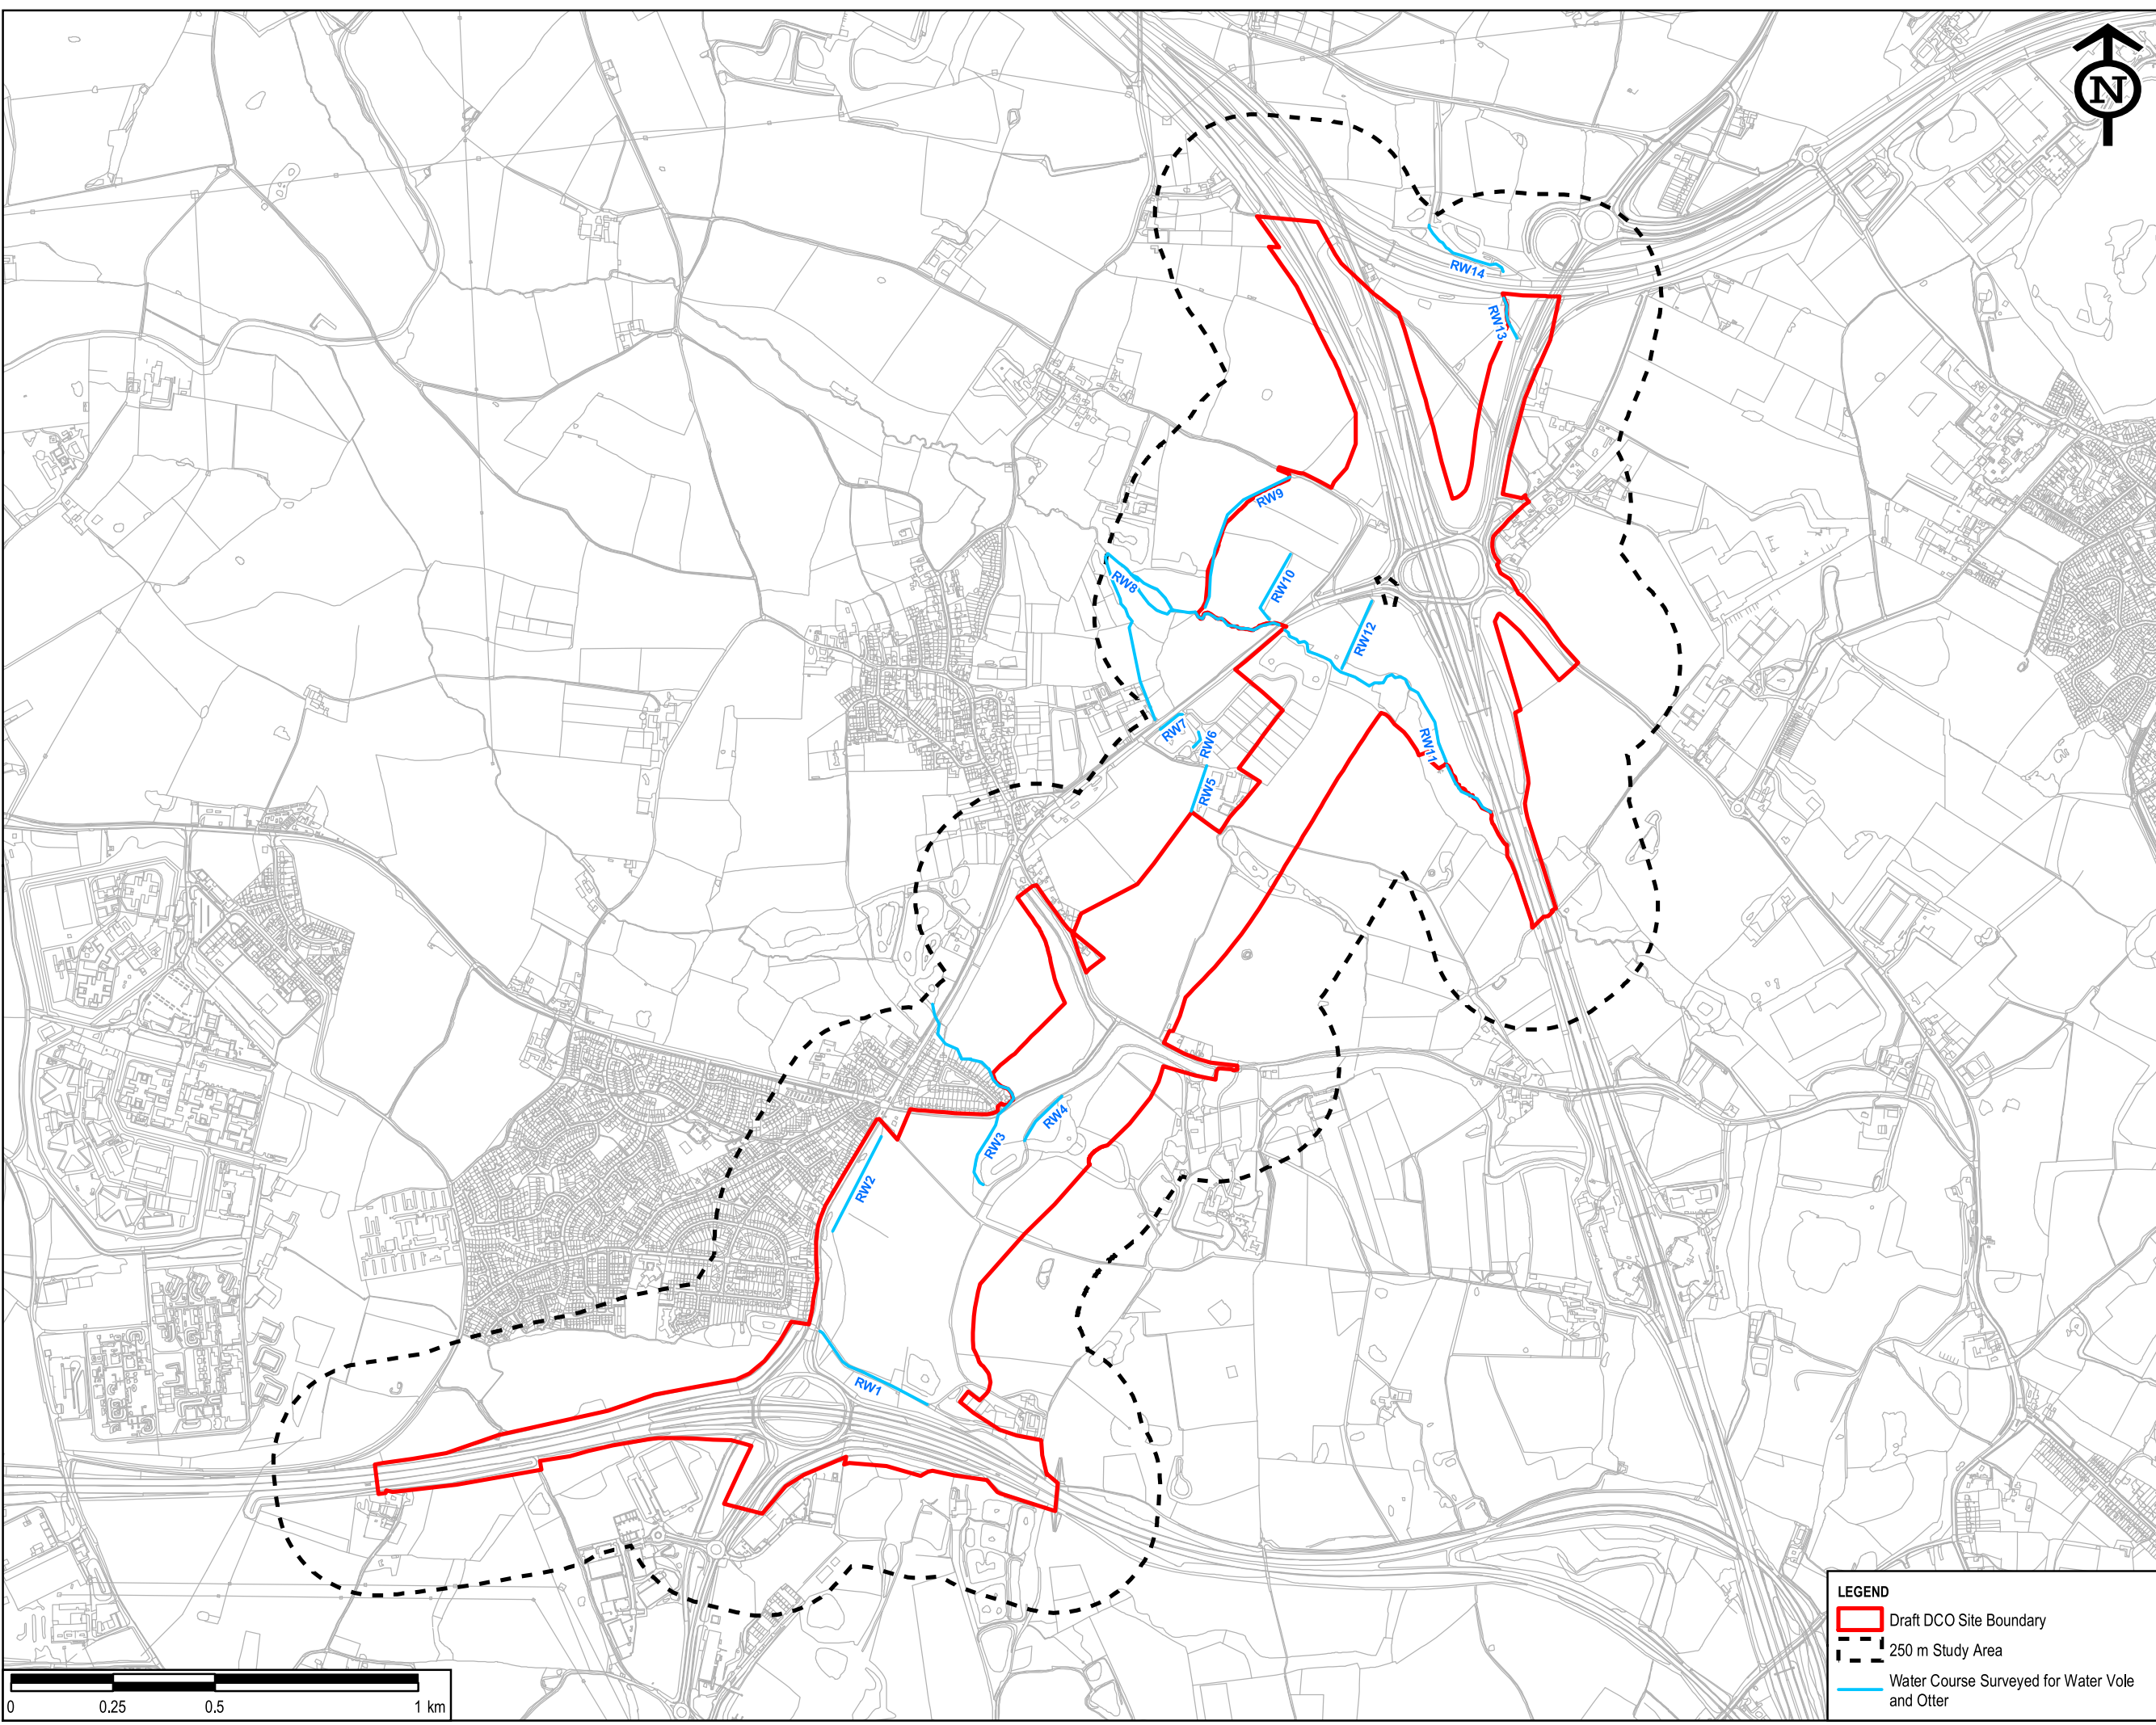 N
RW14
RW13
RW9
RW8
RW10
RW12
RW7
RW6
RW11
RW5
RW4
RW3
RW2
RW1
LEGEND
Draft DCO Site Boundary
250 m Study Area
Water Course Surveyed for Water Vole
and Otter
0 0.25 0.5 1 km